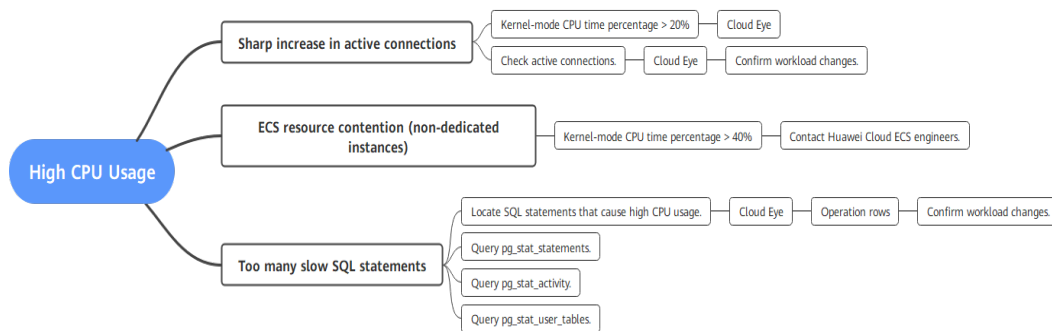 High CPU Usage
Sharp increase in active connections
Kernel-mode CPU time percentage > 20%
Cloud Eye
Check active connections.
Cloud Eye
Confirm workload changes.
ECS resource contention (non-dedicated
instances)
Kernel-mode CPU time percentage > 40%
Contact Huawei Cloud ECS engineers.
Too many slow SQL statements
Locate SQL statements that cause high CPU usage.
Cloud Eye
Operation rows
Confirm workload changes.
Query pg_stat_statements.
Query pg_stat_activity.
Query pg_stat_user_tables.